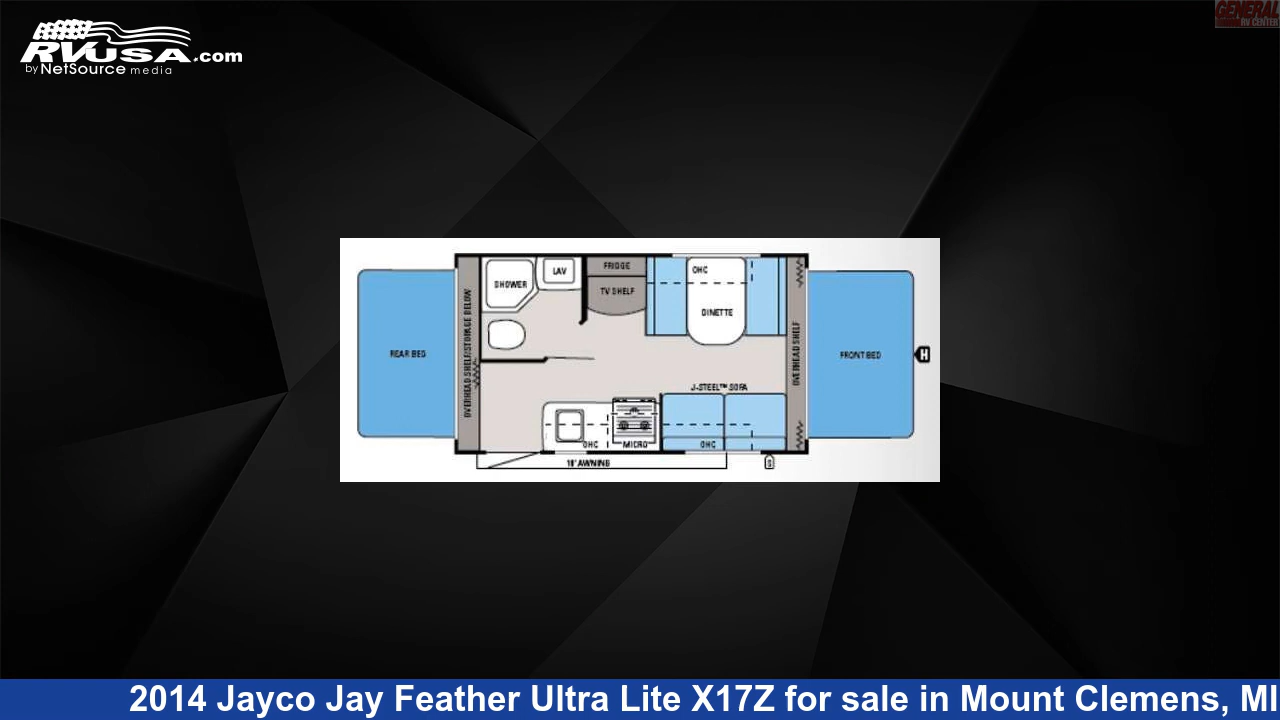 GENERAL
RV CENTER
RVUSA.com
by NetSource media
FRIDGE
OHC
LAV
SHOWER
TV SHELF
DINETTE
OVERHEAD SHELF/STORAGE BELOW
OVERHEAD SHELF
REAR BED
FRONT BED
H
J-STEEL™ SOFA
OHC
MICRO
OHC
18' AWNING
S
2014 Jayco Jay Feather Ultra Lite X17Z for sale in Mount Clemens, MI